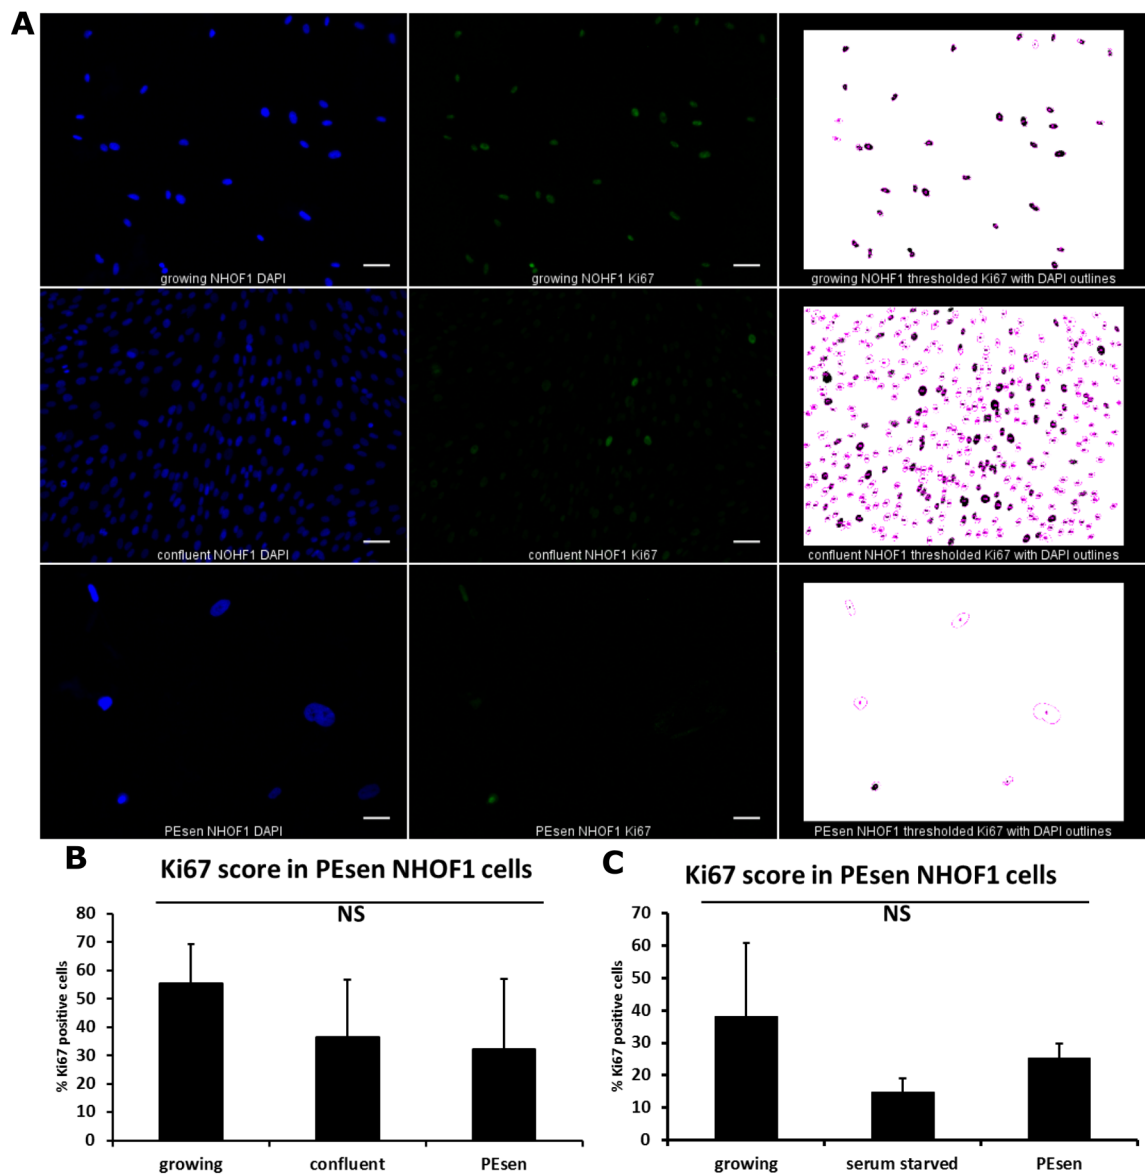 A
growing NHOF1 DAPI
growing NOHF1 Ki67
growing NOHF1 thresholded Ki67 with DAPI outlines
confluent NOHF1 DAPI
confluent NHOF1 Ki67
confluent NHOF1 thresholded Ki67 with DAPI outlines
PEsen NHOF1 DAPI
PEsen NHOF1 Ki67
PEsen NHOF1 thresholded Ki67 with DAPI outlines
B
Ki67 score in PEsen NHOF1 cells
NS
% Ki67 positive cells
80
70
60
50
40
30
20
10
0
growing
confluent
PEsen
C
Ki67 score in PEsen NHOF1 cells
NS
% Ki67 positive cells
70
60
50
40
30
20
10
0
growing
serum starved
PEsen